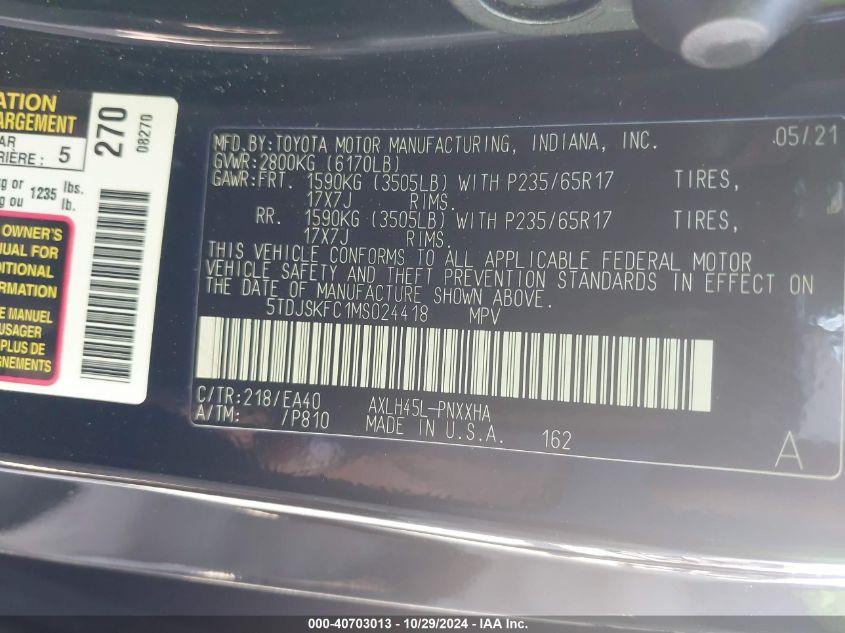 ATION
ARGEMENT
AR
RIÈRE : 5
kg or 1235 lbs.
g ou lb.
OWNER'S
UAL FOR
DITIONAL
RMATION
E MANUEL
USAGER
PLUS DE
GNEMENTS
270
08270
MFD.BY:TOYOTA MOTOR MANUFACTURING, INDIANA, INC. 05/21
GVWR:2800KG (6170LB)
GAWR:FRT. 1590KG (3505LB) WITH P235/65R17 TIRES,
17X7J RIMS.
RR. 1590KG (3505LB) WITH P235/65R17 TIRES,
17X7J RIMS.
THIS VEHICLE CONFORMS TO ALL APPLICABLE FEDERAL MOTOR
VEHICLE SAFETY AND THEFT PREVENTION STANDARDS IN EFFECT ON
THE DATE OF MANUFACTURE SHOWN ABOVE.
5TDJSKFC1MS024418 MPV
C/TR:218/EA40 AXLH45L-PNXXHA
A/TM: /P810 MADE IN U.S.A. 162
A
000-40703013 - 10/29/2024 - IAA Inc.